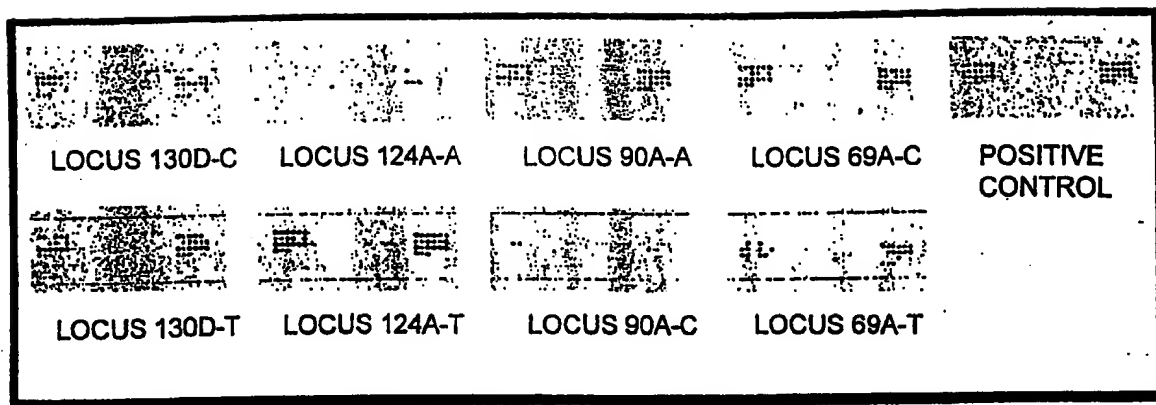 LOCUS 130D-C LOCUS 124A-A LOCUS 90A-A LOCUS 69A-C POSITIVE
CONTROL
LOCUS 130D-T LOCUS 124A-T LOCUS 90A-C LOCUS 69A-T